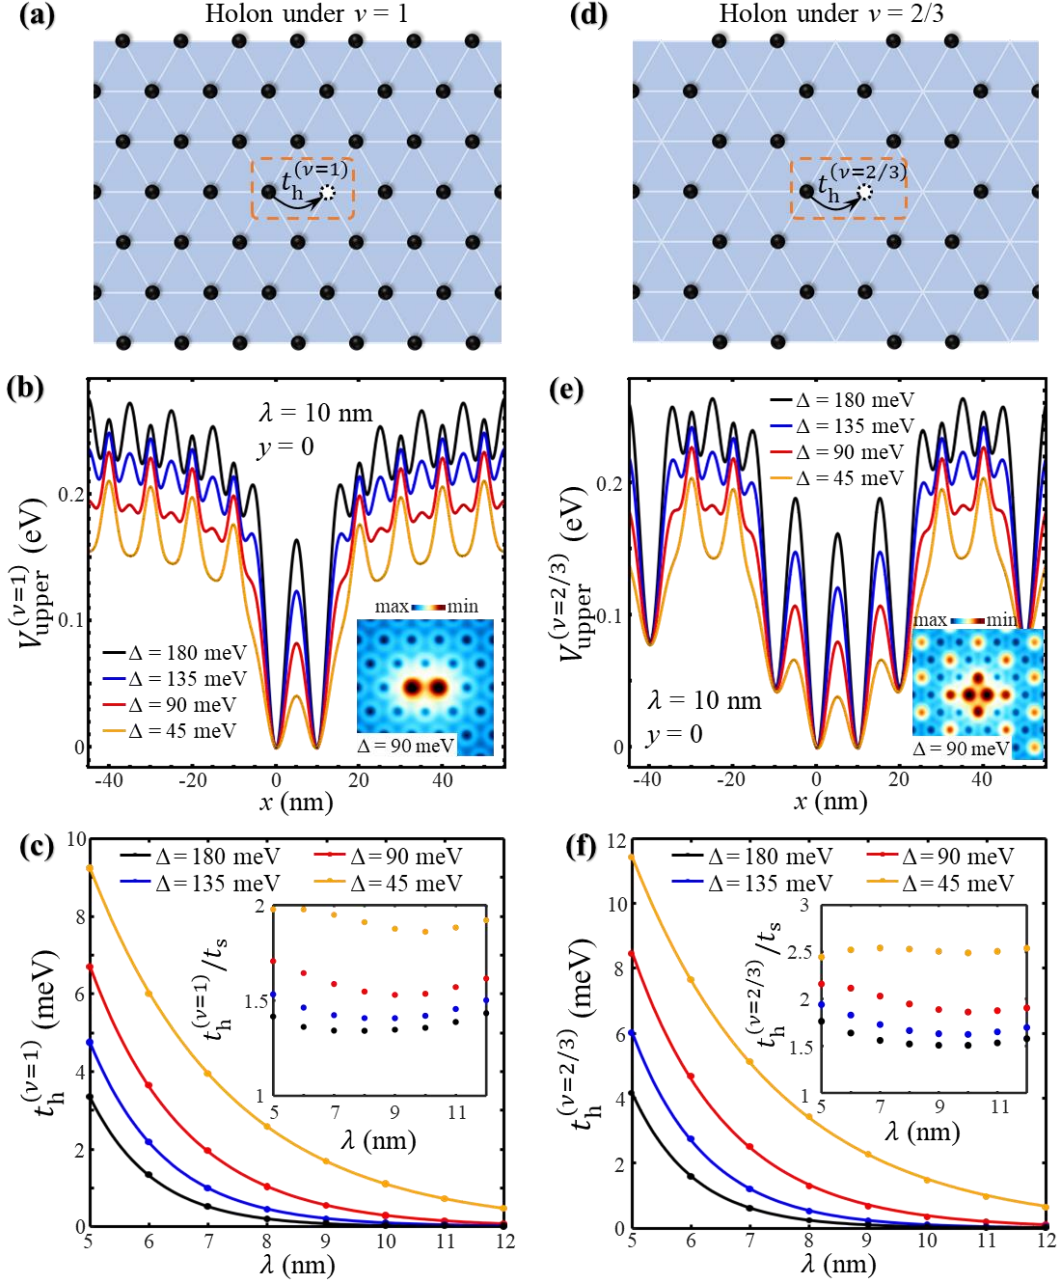 (a)
Holon under ν = 1
t_h^(ν=1)
(d)
Holon under ν = 2/3
t_h^(ν=2/3)
(b)
λ = 10 nm
y = 0
V_upper^(ν=1) (eV)
0.2
0.1
0
Δ = 180 meV
Δ = 135 meV
Δ = 90 meV
Δ = 45 meV
max min
Δ = 90 meV
-40 -20 0 20 40
x (nm)
(e)
Δ = 180 meV
Δ = 135 meV
Δ = 90 meV
Δ = 45 meV
V_upper^(ν=2/3) (eV)
0.2
0.1
0
λ = 10 nm
y = 0
max min
Δ = 90 meV
-40 -20 0 20 40
x (nm)
(c)
Δ = 180 meV Δ = 90 meV
Δ = 135 meV Δ = 45 meV
t_h^(ν=1) (meV)
10
8
6
4
2
0
t_h^(ν=1)/t_s
2
1.5
1
5 7 9 11
λ (nm)
5 6 7 8 9 10 11 12
λ (nm)
(f)
Δ = 180 meV Δ = 90 meV
Δ = 135 meV Δ = 45 meV
t_h^(ν=2/3) (meV)
12
10
8
6
4
2
0
t_h^(ν=2/3)/t_s
3
2.5
2
1.5
1
5 7 9 11
λ (nm)
5 6 7 8 9 10 11 12
λ (nm)